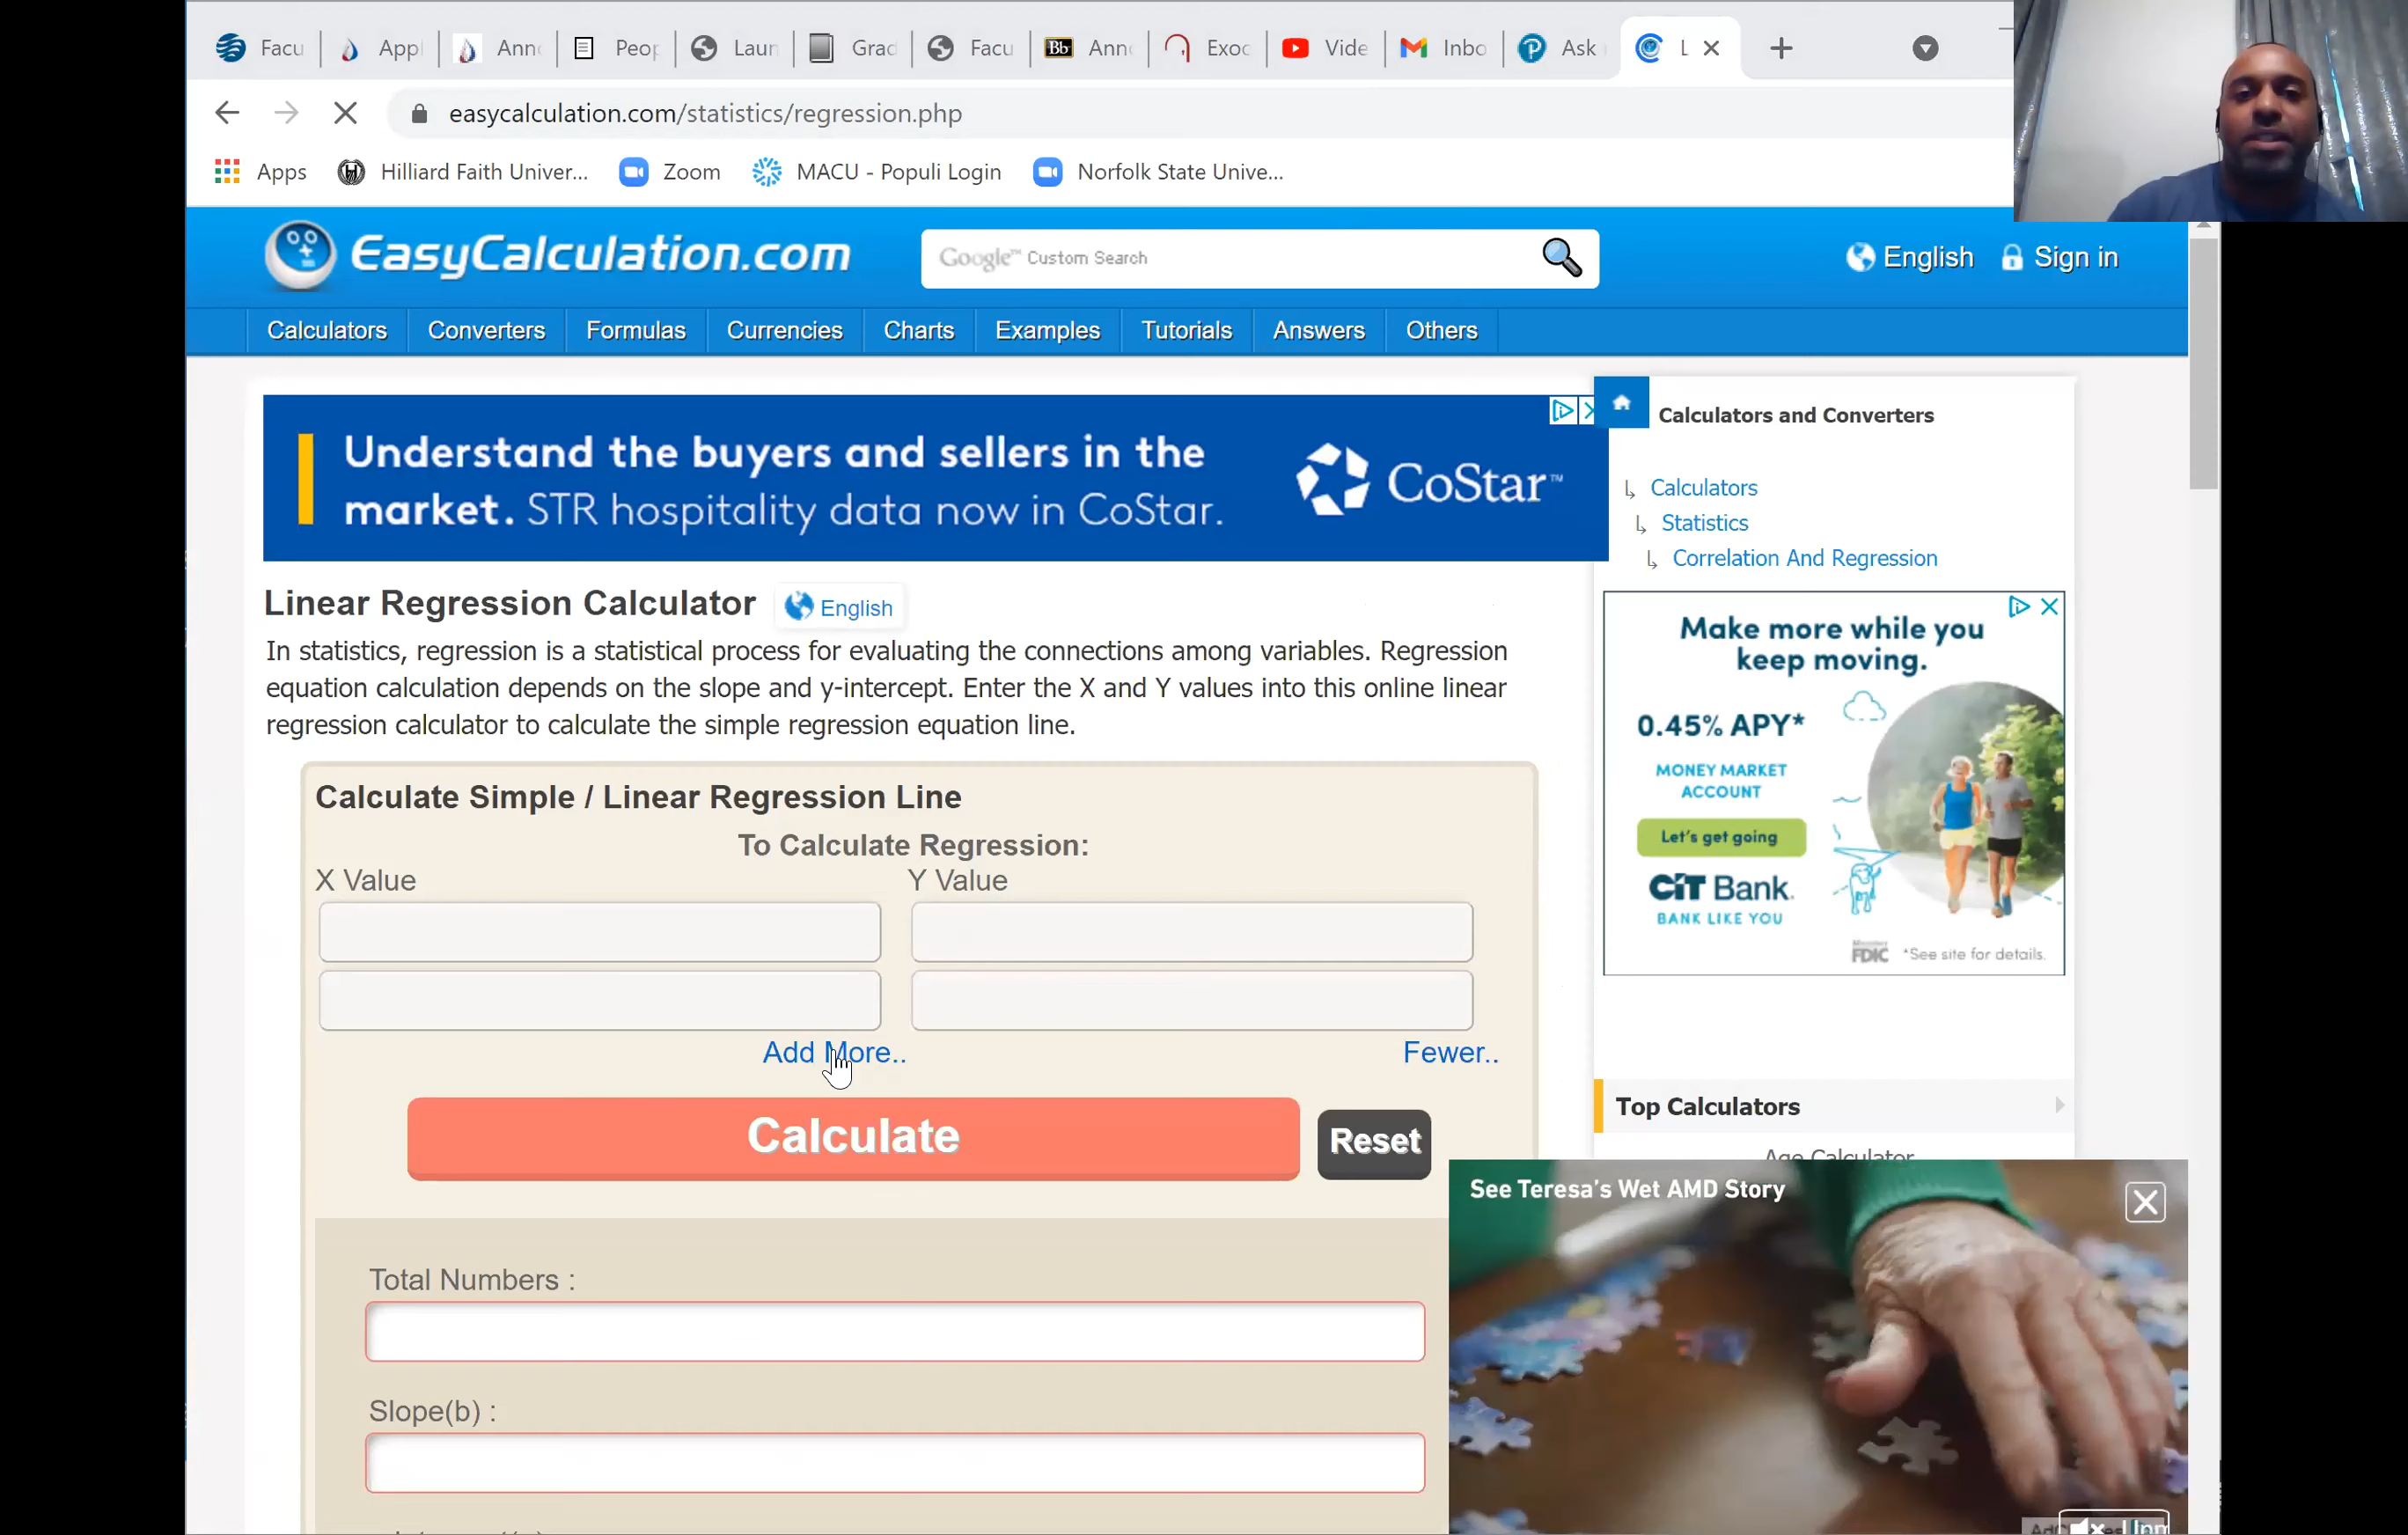 Facu
Appl
Anno
Peop
Laun
Grad
Facu
Bb Anno
Exoc
Vide
Inbo
Ask
L
easycalculation.com/statistics/regression.php
Apps
Hilliard Faith Univer...
Zoom
MACU - Populi Login
Norfolk State Unive...
EasyCalculation.com
Google™ Custom Search
English
Sign in
Calculators Converters Formulas Currencies Charts Examples Tutorials Answers Others
Understand the buyers and sellers in the
market. STR hospitality data now in CoStar.
CoStar™
Calculators and Converters
Calculators
Statistics
Correlation And Regression
Linear Regression Calculator
English
In statistics, regression is a statistical process for evaluating the connections among variables. Regression
equation calculation depends on the slope and y-intercept. Enter the X and Y values into this online linear
regression calculator to calculate the simple regression equation line.
Make more while you
keep moving.
0.45% APY*
MONEY MARKET
ACCOUNT
Let's get going
CiT Bank.
BANK LIKE YOU
FDIC *See site for details.
Calculate Simple / Linear Regression Line
To Calculate Regression:
X Value Y Value
Add More.. Fewer..
Calculate
Reset
Top Calculators
Age Calculator
See Teresa's Wet AMD Story
Total Numbers :
Slope(b) :